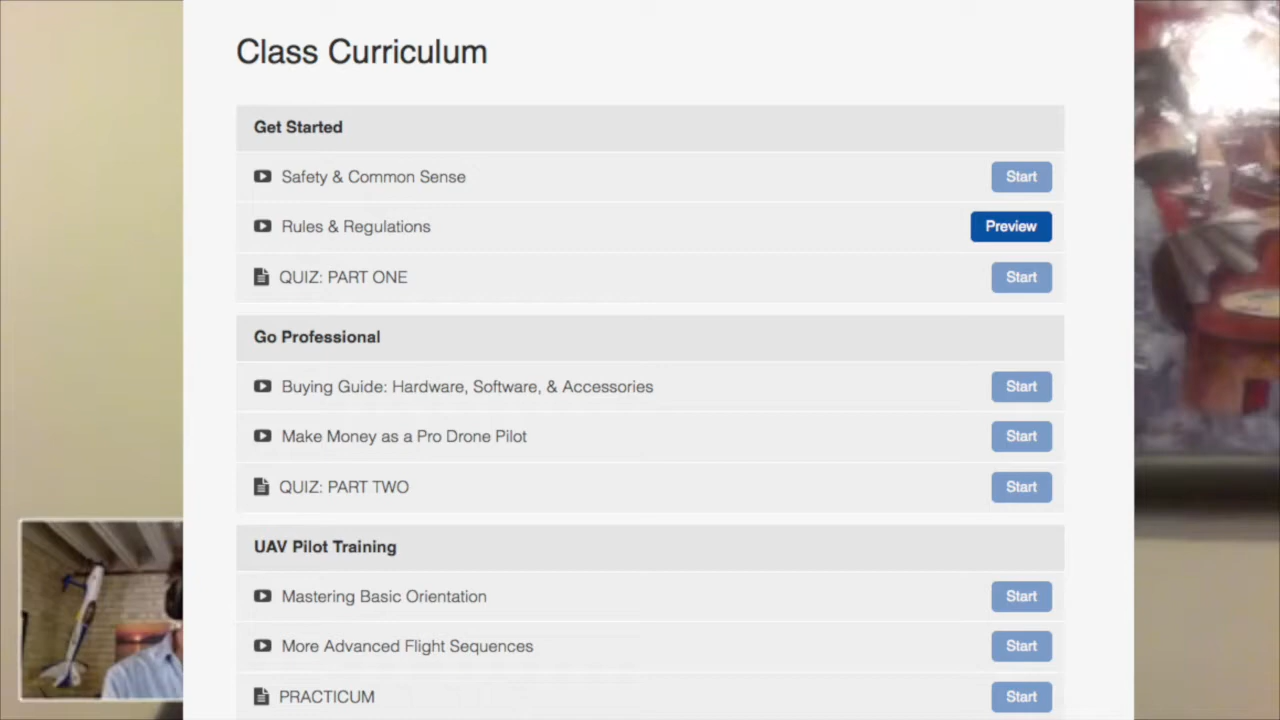 Class Curriculum
Get Started
Safety & Common Sense Start
Rules & Regulations Preview
QUIZ: PART ONE Start
Go Professional
Buying Guide: Hardware, Software, & Accessories Start
Make Money as a Pro Drone Pilot Start
QUIZ: PART TWO Start
UAV Pilot Training
Mastering Basic Orientation Start
More Advanced Flight Sequences Start
PRACTICUM Start